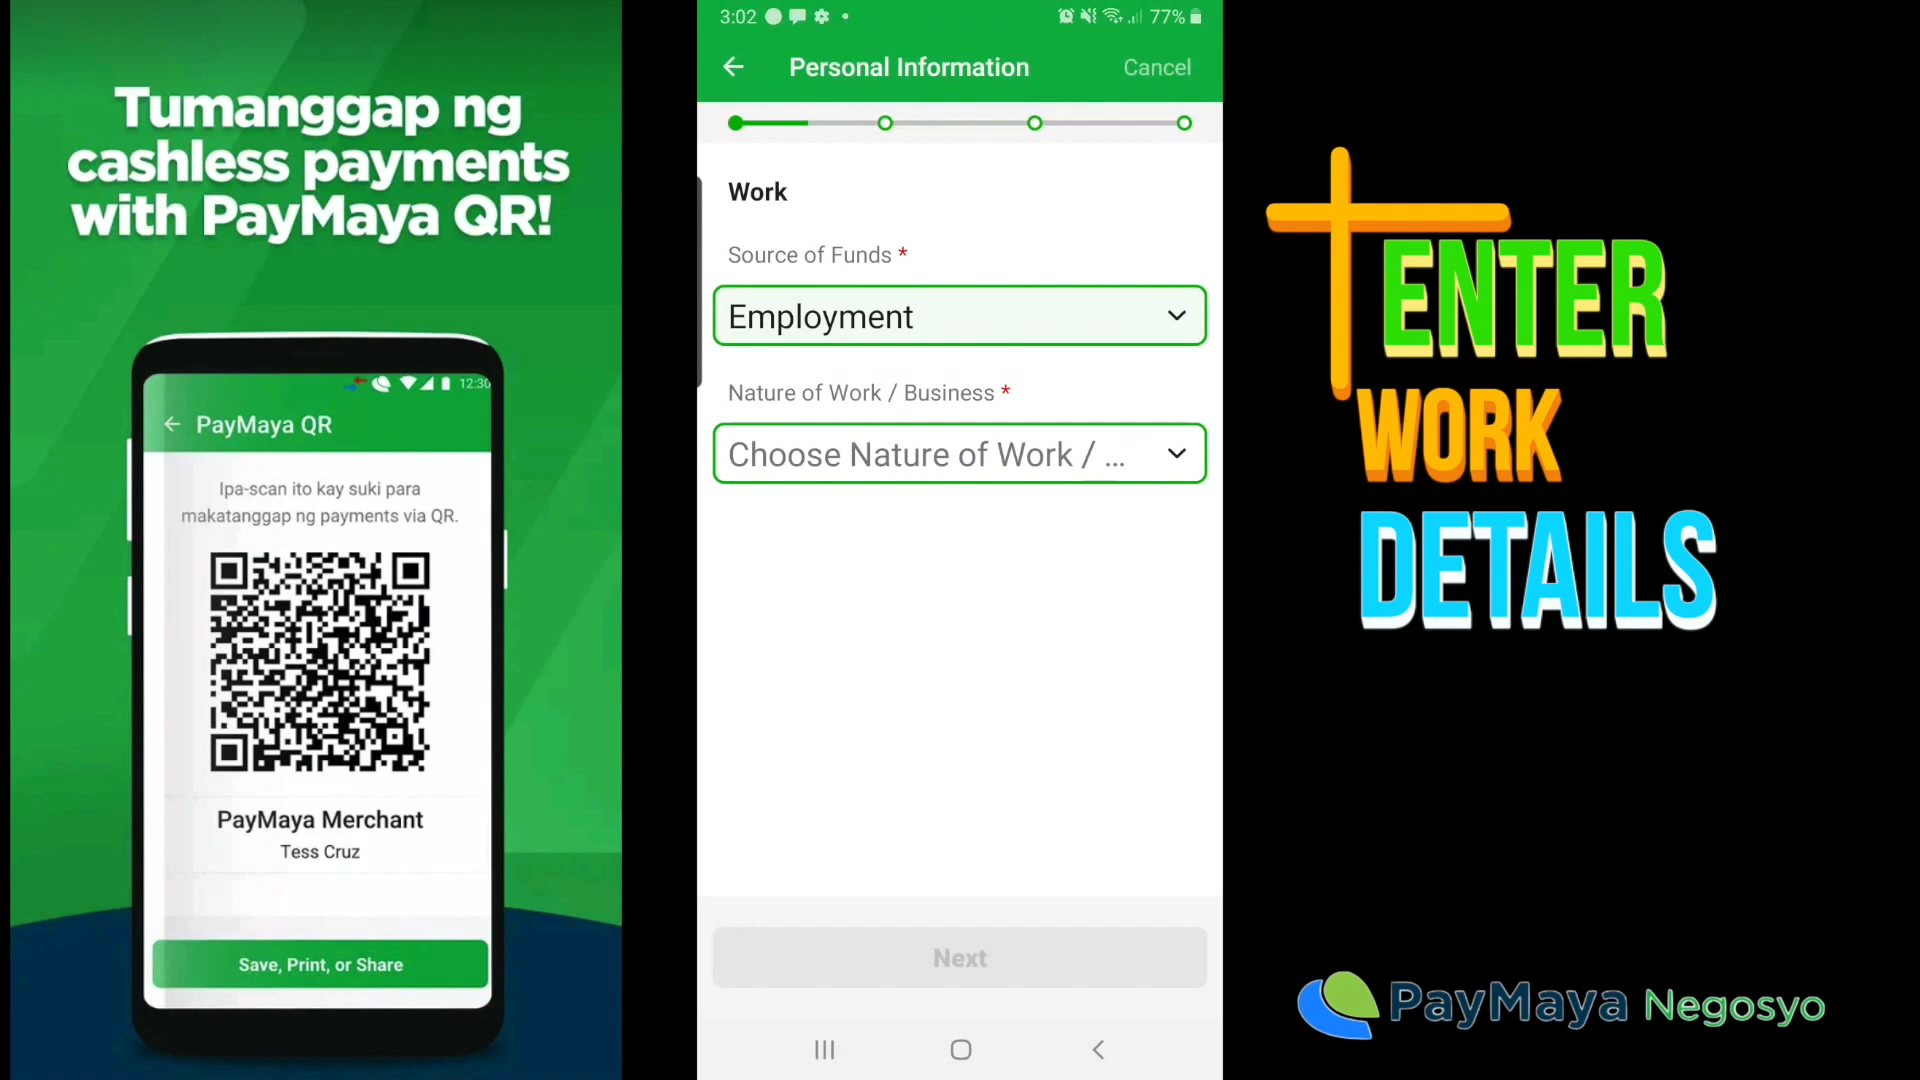 Tumanggap ng
cashless payments
with PayMaya QR!
12:30
PayMaya QR
Ipa-scan ito kay suki para
makatanggap ng payments via QR.
PayMaya Merchant
Tess Cruz
Save, Print, or Share
3:02
77%
Personal Information
Cancel
Work
Source of Funds *
Employment
Nature of Work / Business *
Choose Nature of Work / ...
Next
ENTER
WORK
DETAILS
PayMaya Negosyo